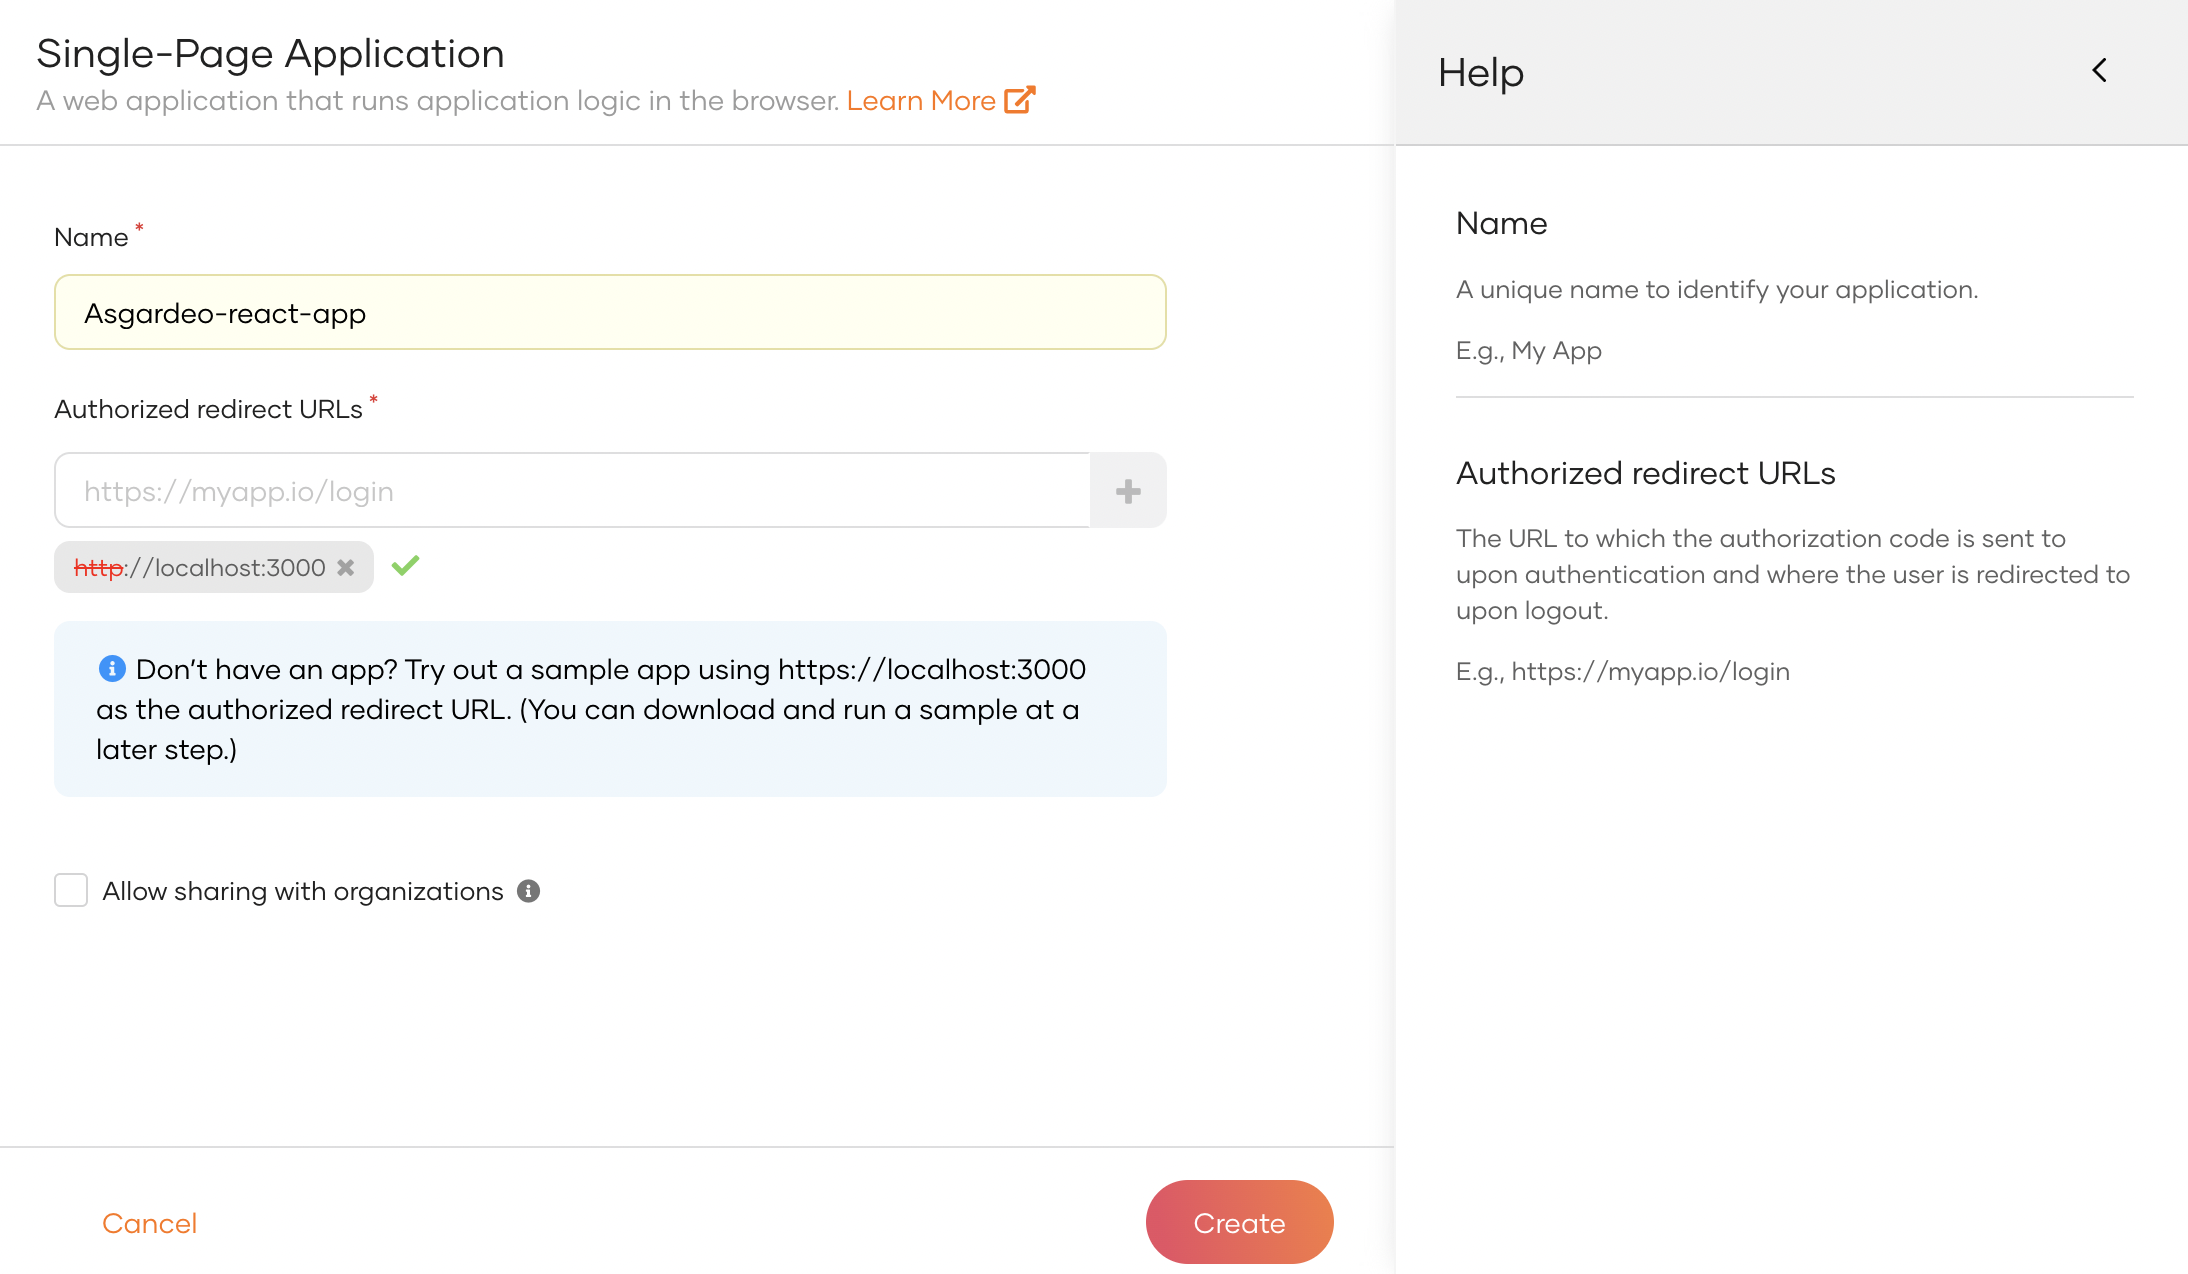 Single-Page Application
A web application that runs application logic in the browser. Learn More
Name *
Asgardeo-react-app
Authorized redirect URLs *
https://myapp.io/login
http://localhost:3000
Don't have an app? Try out a sample app using https://localhost:3000
as the authorized redirect URL. (You can download and run a sample at a
later step.)
Allow sharing with organizations
Cancel
Create
Help
Name
A unique name to identify your application.
E.g., My App
Authorized redirect URLs
The URL to which the authorization code is sent to
upon authentication and where the user is redirected to
upon logout.
E.g., https://myapp.io/login